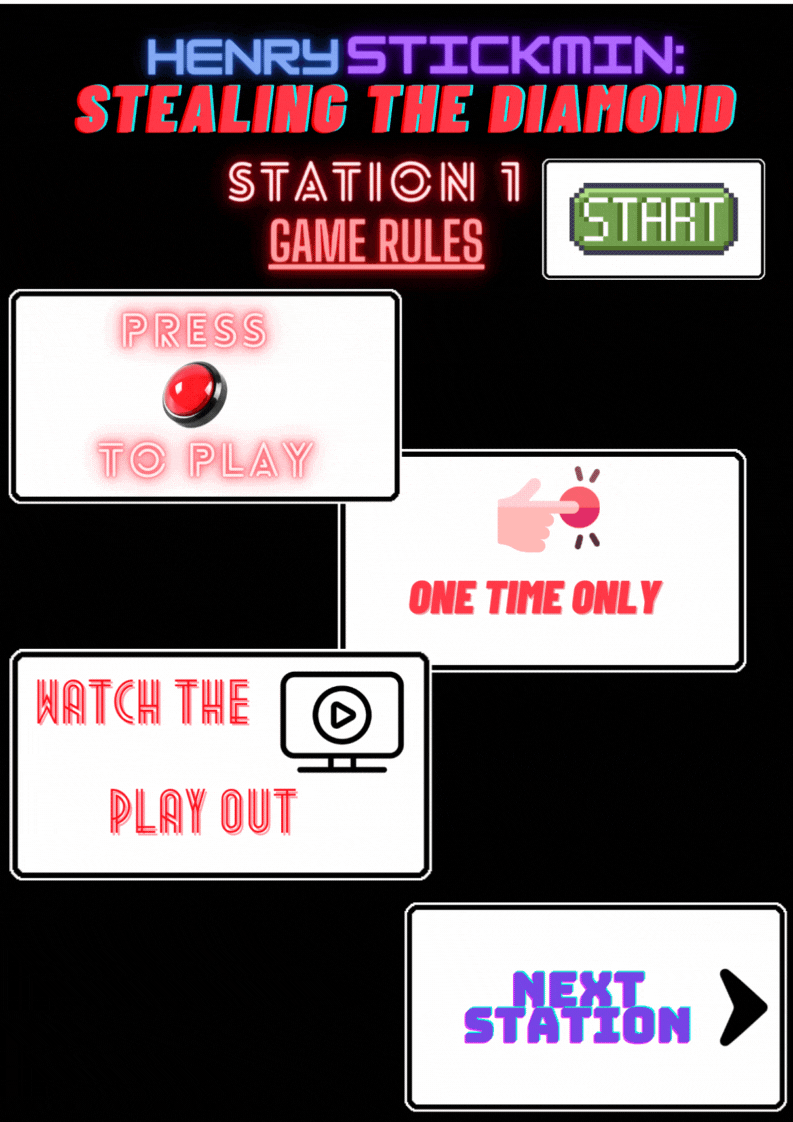 HENRY STICKMIN:
STEALING THE DIAMOND
STATION 1
GAME RULES
START
PRESS
TO PLAY
ONE TIME ONLY
WATCH THE
PLAY OUT
NEXT
STATION